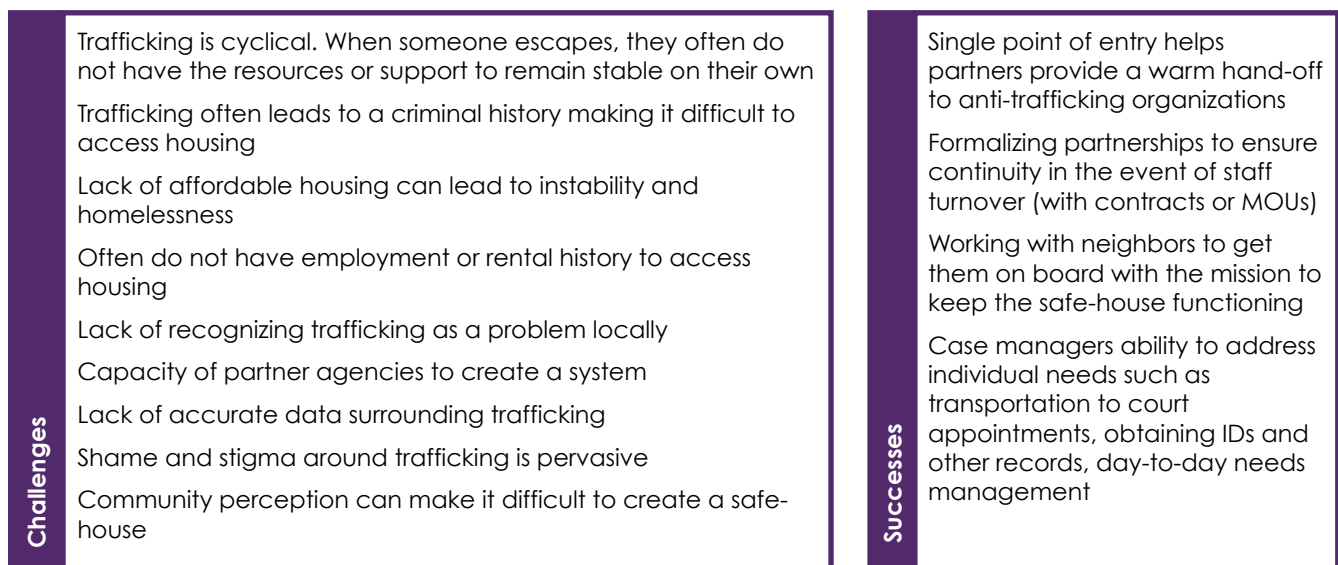 Challenges
Trafficking is cyclical. When someone escapes, they often do
not have the resources or support to remain stable on their own
Trafficking often leads to a criminal history making it difficult to
access housing
Lack of affordable housing can lead to instability and
homelessness
Often do not have employment or rental history to access
housing
Lack of recognizing trafficking as a problem locally
Capacity of partner agencies to create a system
Lack of accurate data surrounding trafficking
Shame and stigma around trafficking is pervasive
Community perception can make it difficult to create a safe-
house
Successes
Single point of entry helps
partners provide a warm hand-off
to anti-trafficking organizations
Formalizing partnerships to ensure
continuity in the event of staff
turnover (with contracts or MOUs)
Working with neighbors to get
them on board with the mission to
keep the safe-house functioning
Case managers ability to address
individual needs such as
transportation to court
appointments, obtaining IDs and
other records, day-to-day needs
management